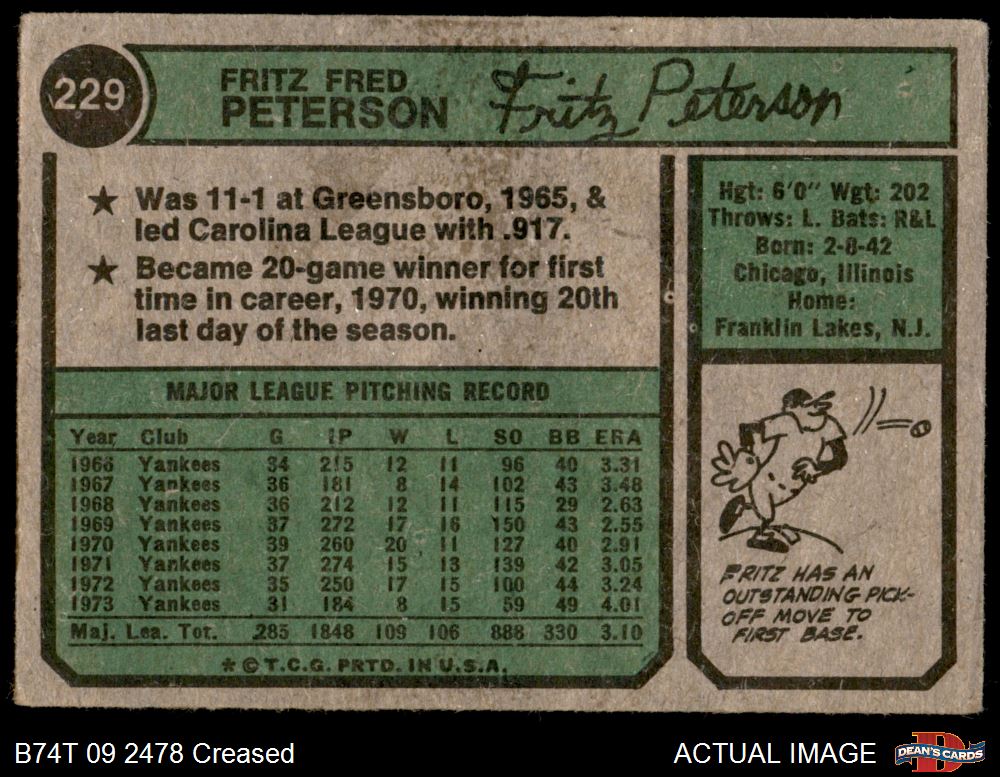 229
FRITZ FRED
PETERSON
Fritz Peterson
★ Was 11-1 at Greensboro, 1965, &
led Carolina League with .917.
★ Became 20-game winner for first
time in career, 1970, winning 20th
last day of the season.
Hgt: 6'0" Wgt: 202
Throws: L. Bats: R&L
Born: 2-8-42
Chicago, Illinois
Home:
Franklin Lakes, N.J.
MAJOR LEAGUE PITCHING RECORD
Year Club G IP W L SO BB ERA
1966 Yankees 34 215 12 11 96 40 3.31
1967 Yankees 36 181 8 14 102 43 3.48
1968 Yankees 36 212 12 11 115 29 2.63
1969 Yankees 37 272 17 16 150 43 2.55
1970 Yankees 39 260 20 11 127 40 2.91
1971 Yankees 37 274 15 13 139 42 3.05
1972 Yankees 35 250 17 15 100 44 3.24
1973 Yankees 31 184 8 15 59 49 4.01
Maj. Lea. Tot. 285 1848 109 106 888 330 3.10
* © T.C.G. PRTD. IN U.S.A.
FRITZ HAS AN
OUTSTANDING PICK-
OFF MOVE TO
FIRST BASE.
B74T 09 2478 Creased
ACTUAL IMAGE
DEAN'S CARDS